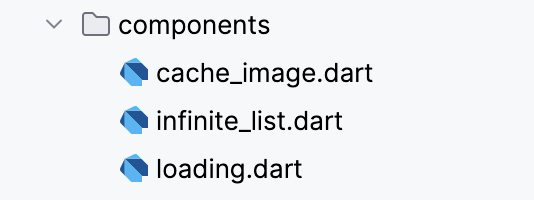 components
cache_image.dart
infinite_list.dart
loading.dart